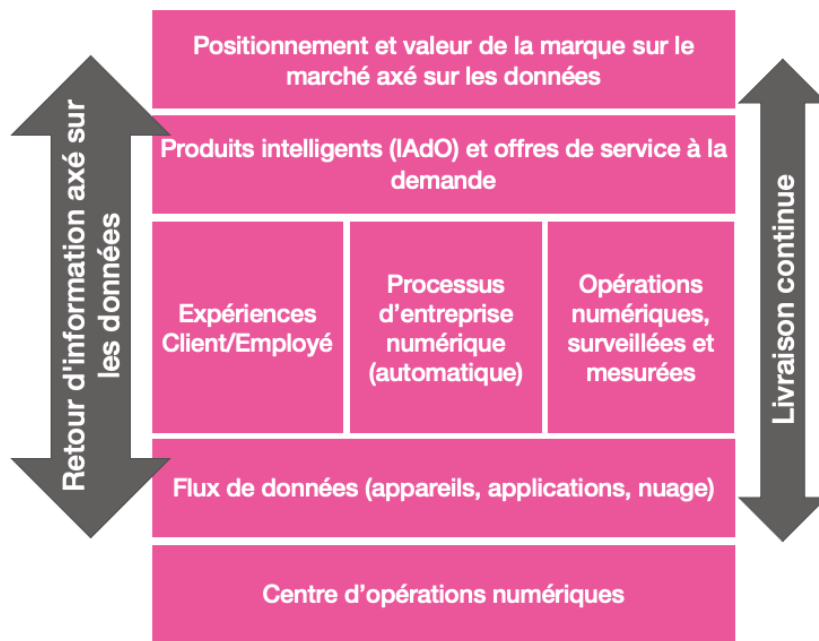 Positionnement et valeur de la marque sur le
marché axé sur les données
Produits intelligents (IAdO) et offres de service à la
demande
Retour d'information axé sur
les données
Expériences
Client/Employé
Processus
d'entreprise
numérique
(automatique)
Opérations
numériques,
surveillées et
mesurées
Livraison continue
Flux de données (appareils, applications, nuage)
Centre d'opérations numériques